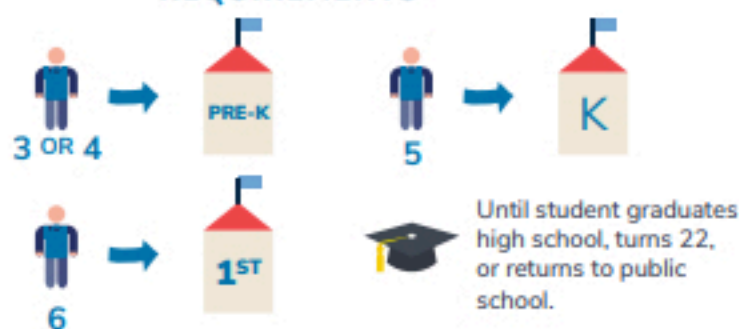 PRE-K
3 OR 4
K
5
1ST
6
Until student graduates
high school, turns 22,
or returns to public
school.